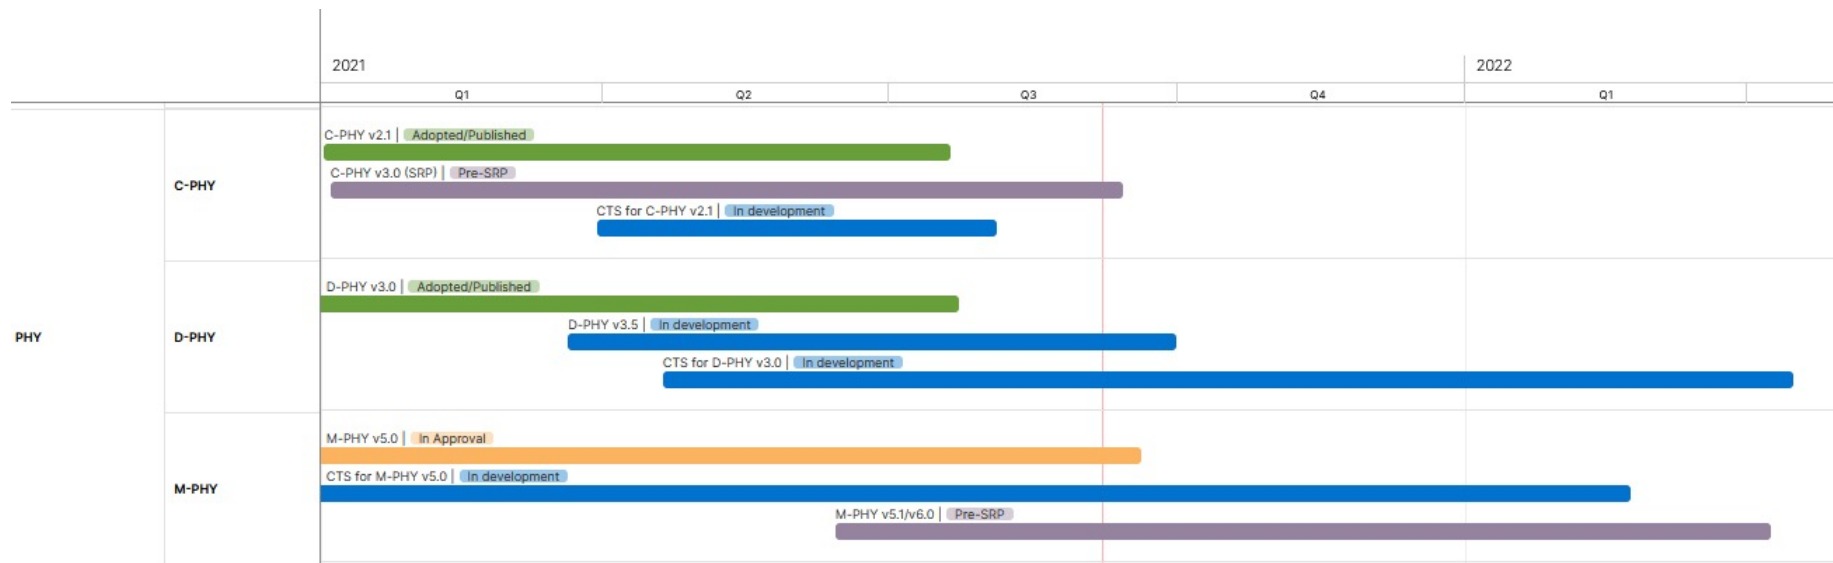 2021 2022
Q1 Q2 Q3 Q4 Q1
PHY
C-PHY
C-PHY v2.1 | Adopted/Published
C-PHY v3.0 (SRP) | Pre-SRP
CTS for C-PHY v2.1 | In development
D-PHY
D-PHY v3.0 | Adopted/Published
D-PHY v3.5 | In development
CTS for D-PHY v3.0 | In development
M-PHY
M-PHY v5.0 | In Approval
CTS for M-PHY v5.0 | In development
M-PHY v5.1/v6.0 | Pre-SRP